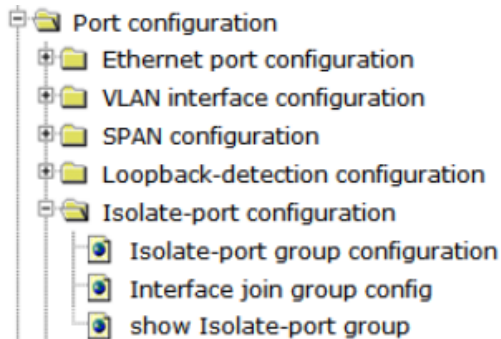 Port configuration
Ethernet port configuration
VLAN interface configuration
SPAN configuration
Loopback-detection configuration
Isolate-port configuration
Isolate-port group configuration
Interface join group config
show Isolate-port group